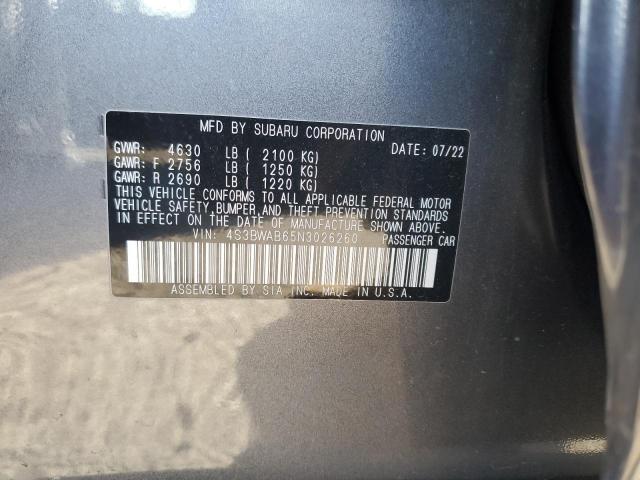 MFD BY SUBARU CORPORATION
GVWR: 4630 LB ( 2100 KG) DATE: 07/22
GAWR: F 2756 LB ( 1250 KG)
GAWR: R 2690 LB ( 1220 KG)
THIS VEHICLE CONFORMS TO ALL APPLICABLE FEDERAL MOTOR
VEHICLE SAFETY, BUMPER, AND THEFT PREVENTION STANDARDS
IN EFFECT ON THE DATE OF MANUFACTURE SHOWN ABOVE.
VIN: 4S3BWAB65N3026260 PASSENGER CAR
ASSEMBLED BY SIA INC. MADE IN U.S.A.